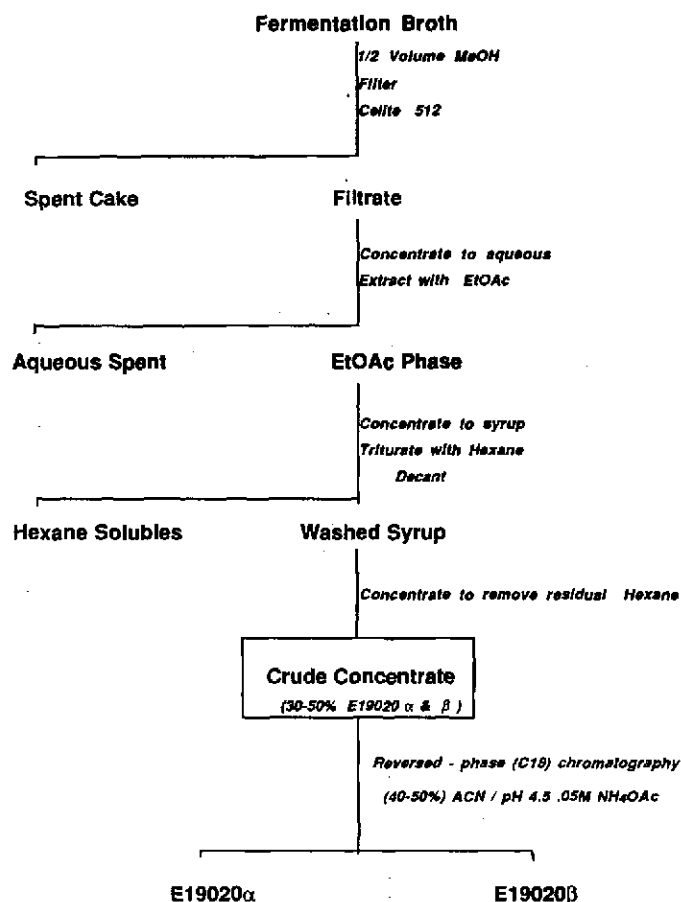 Fermentation Broth
1/2 Volume MeOH
Filter
Celite 512
Spent Cake Filtrate
Concentrate to aqueous
Extract with EtOAc
Aqueous Spent EtOAc Phase
Concentrate to syrup
Triturate with Hexane
Decant
Hexane Solubles Washed Syrup
Concentrate to remove residual Hexane
Crude Concentrate
(30-50% E19020 α & β )
Reversed - phase (C18) chromatography
(40-50%) ACN / pH 4.5 .05M NH₄OAc
E19020α E19020β